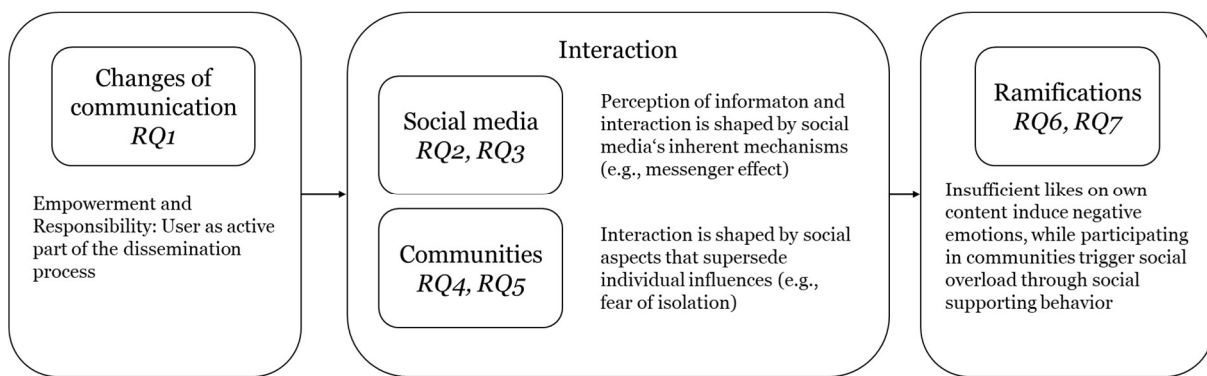 Changes of
communication
RQ1
Empowerment and
Responsibility: User as active
part of the dissemination
process
Interaction
Social media
RQ2, RQ3
Perception of informaton and
interaction is shaped by social
media‘s inherent mechanisms
(e.g., messenger effect)
Communities
RQ4, RQ5
Interaction is shaped by social
aspects that supersede
individual influences (e.g.,
fear of isolation)
Ramifications
RQ6, RQ7
Insufficient likes on own
content induce negative
emotions, while participating
in communities trigger social
overload through social
supporting behavior